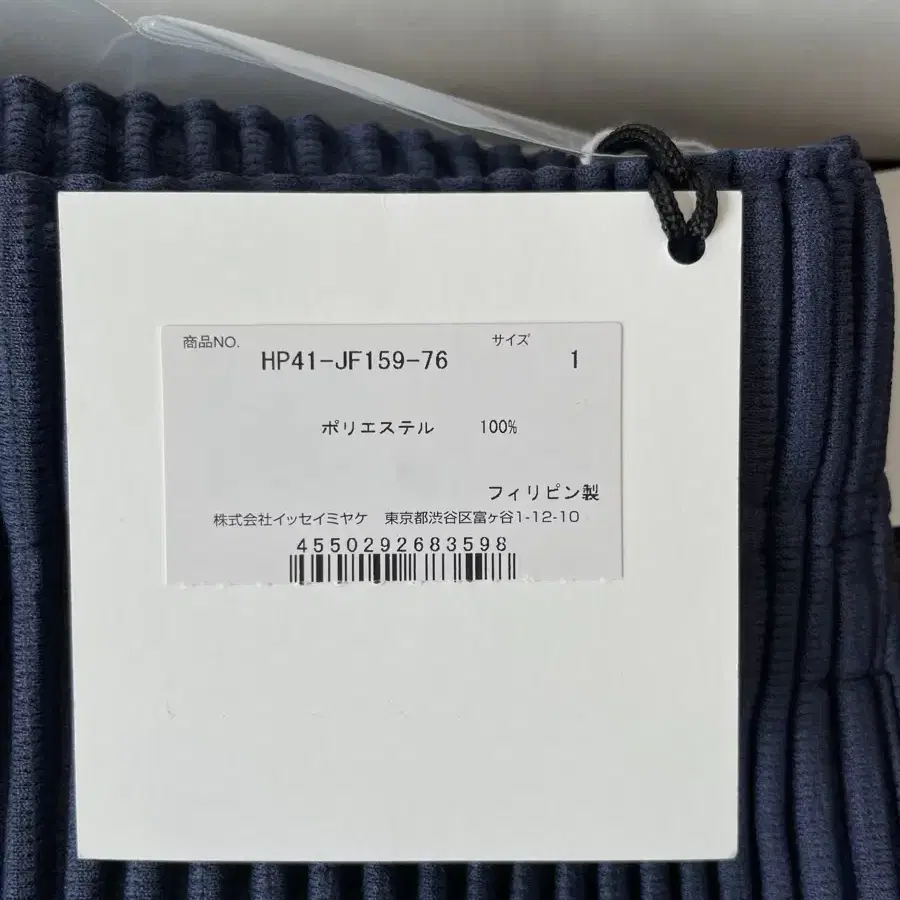 商品NO. サイズ
HP41-JF159-76 1
ポリエステル 100%
フィリピン製
株式会社イッセイミヤケ 東京都渋谷区富ヶ谷1-12-10
4550292683598